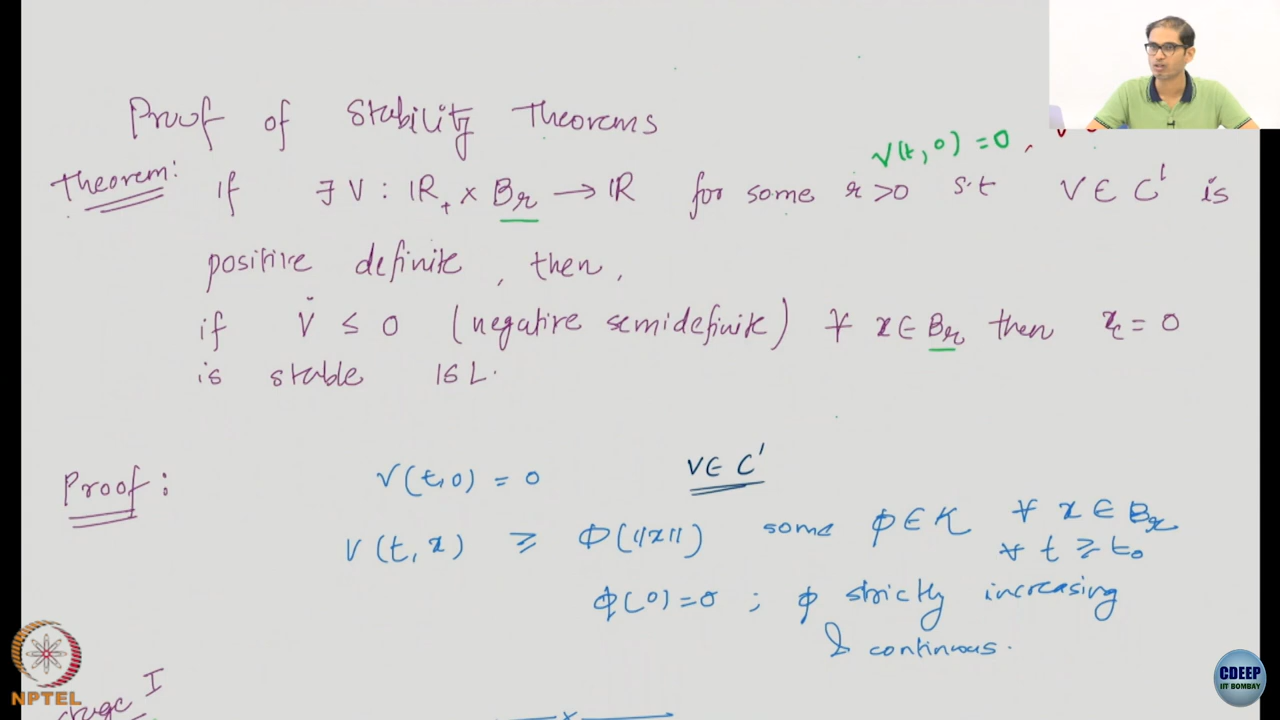 Proof of Stability Theorems
V(t,0) = 0,
Theorem: If ∃ V : ℝ₊ × Bᵣ → ℝ for some r > 0 s.t V ∈ C¹ is
positive definite, then,
if V̇ ≤ 0 (negative semidefinite) ∀ x ∈ Bᵣ then xₑ = 0
is stable ISL.
Proof: V(t,0) = 0 V ∈ C¹
V(t,x) ≥ ϕ(||x||) some ϕ ∈ K ∀ x ∈ Bᵣ
∀ t ≥ t₀
ϕ(0) = 0 ; ϕ strictly increasing
& continuous.
I
NPTEL
CDEEP
IIT BOMBAY